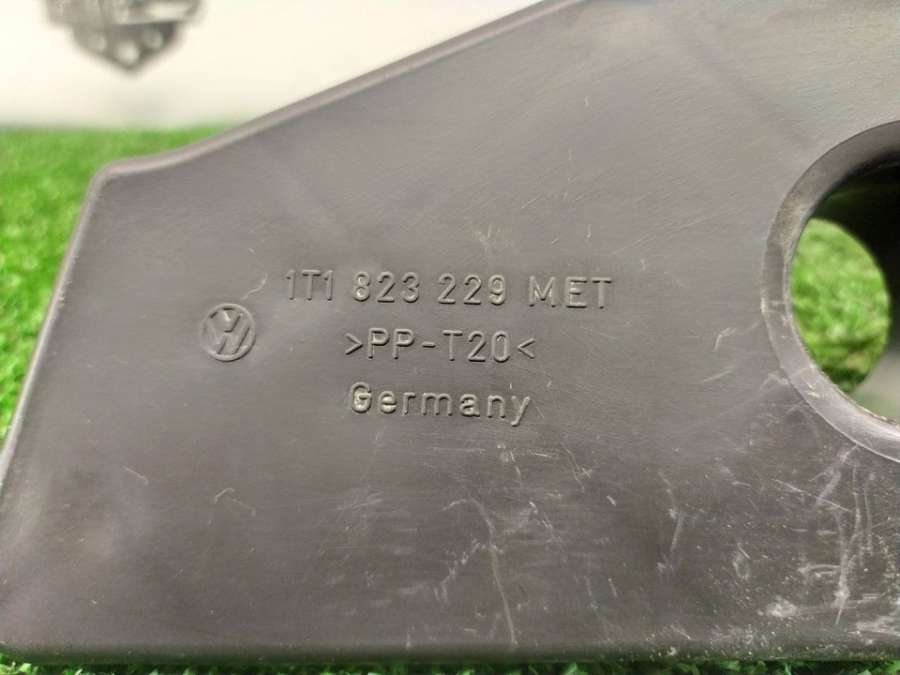 1T1 823 229 MET
>PP-T20<
Germany